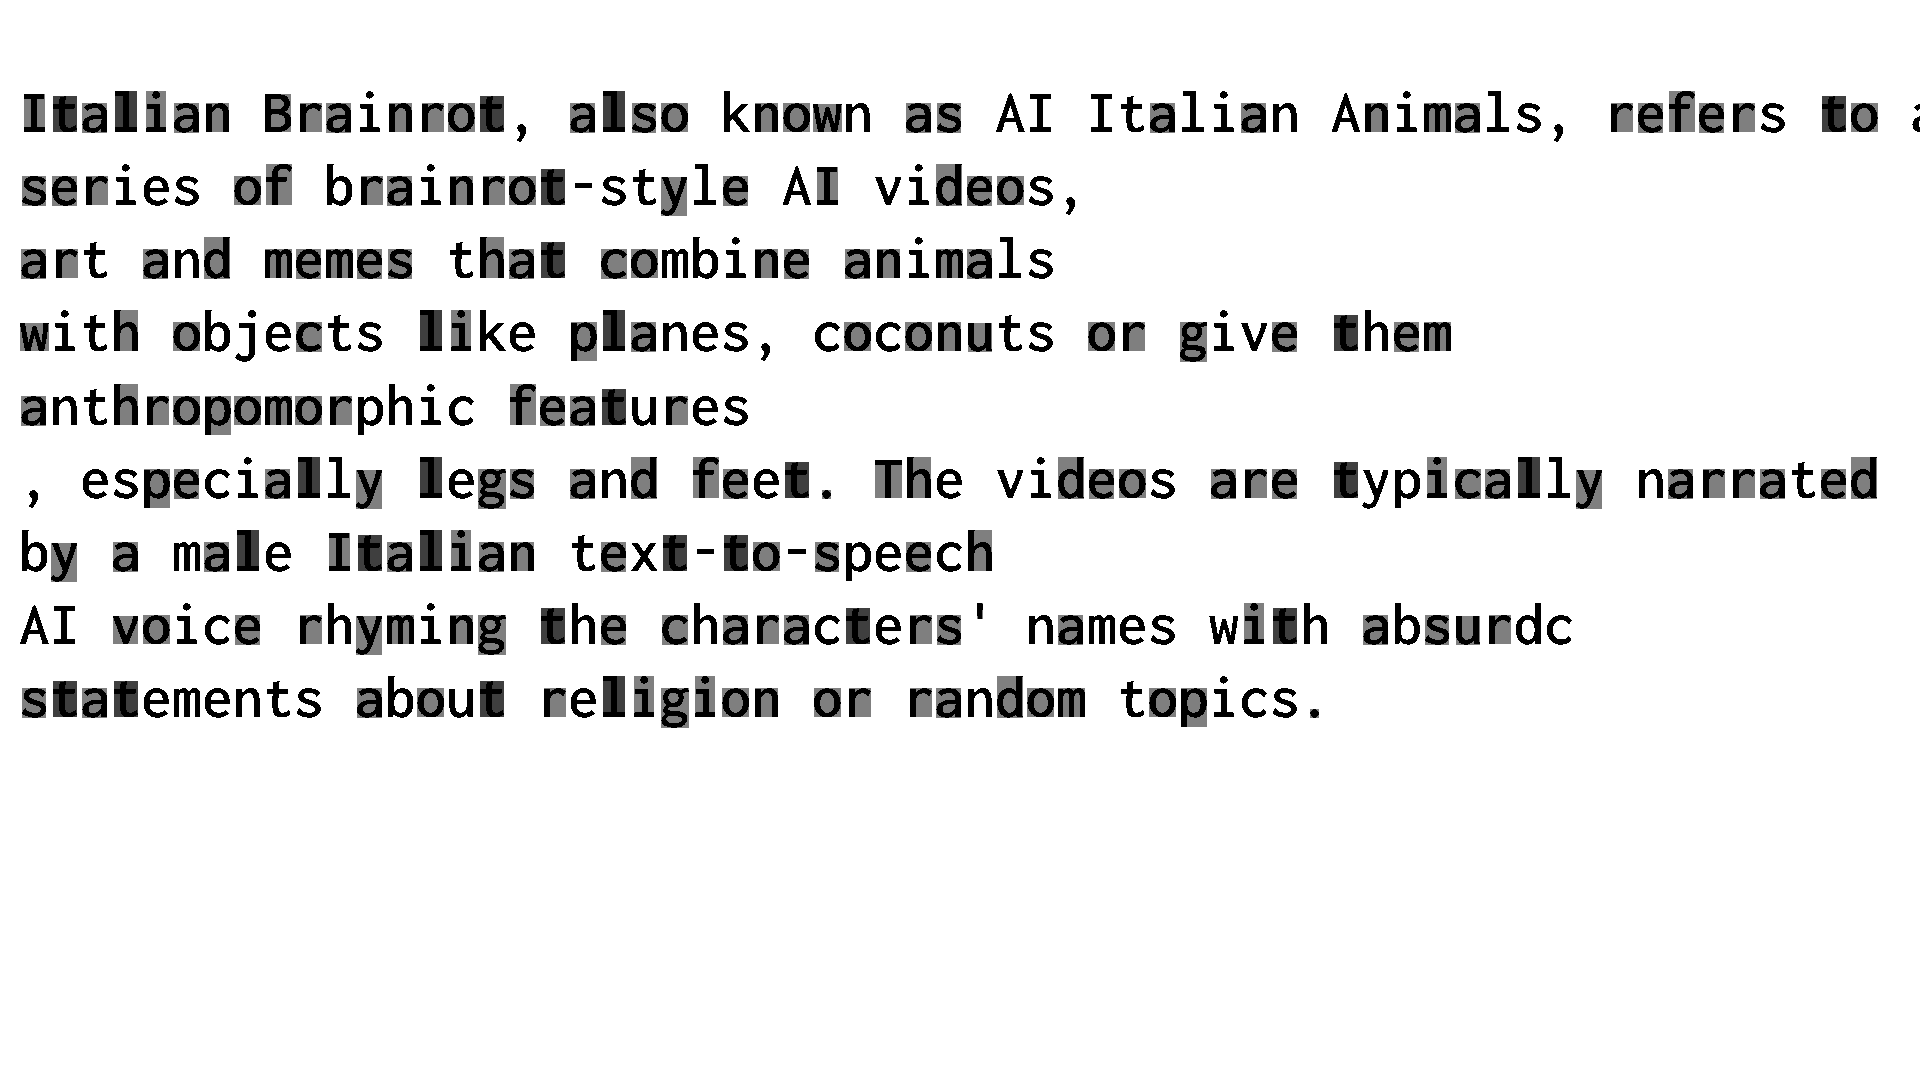 Italian Brainrot, also known as AI Italian Animals, refers to a
series of brainrot-style AI videos,
art and memes that combine animals
with objects like planes, coconuts or give them
anthropomorphic features
, especially legs and feet. The videos are typically narrated
by a male Italian text-to-speech
AI voice rhyming the characters' names with absurdc
statements about religion or random topics.